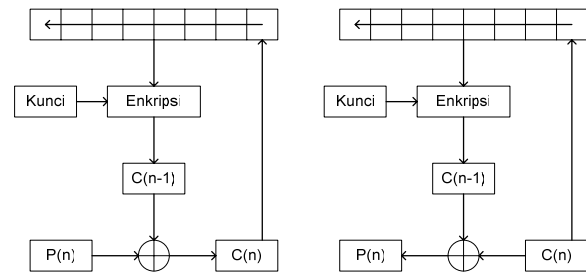 Kunci Enkripsi Kunci Enkripsi
C(n-1) C(n-1)
P(n) C(n) P(n) C(n)